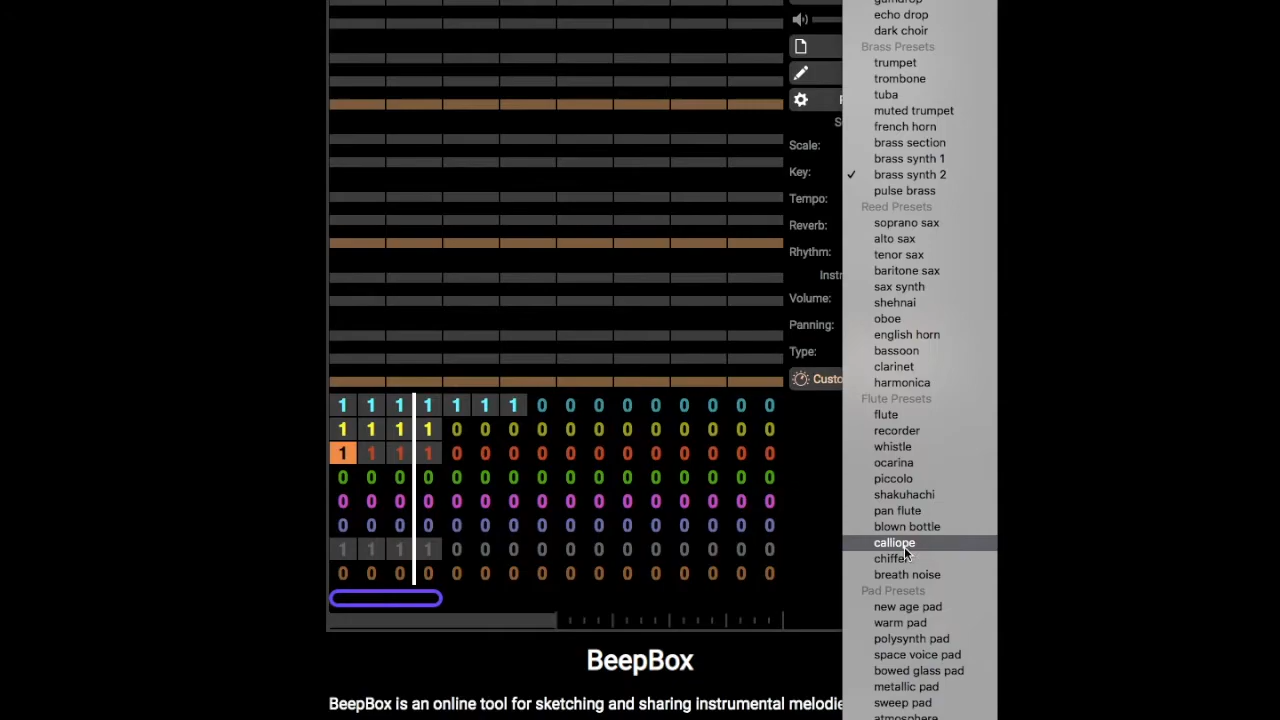 echo drop
dark choir
Brass Presets
trumpet
trombone
tuba
muted trumpet
french horn
brass section
brass synth 1
✓ brass synth 2
pulse brass
Reed Presets
soprano sax
alto sax
tenor sax
baritone sax
sax synth
shehnai
oboe
english horn
bassoon
clarinet
harmonica
Flute Presets
flute
recorder
whistle
ocarina
piccolo
shakuhachi
pan flute
blown bottle
calliope
chiffer
breath noise
Pad Presets
new age pad
warm pad
polysynth pad
space voice pad
bowed glass pad
metallic pad
sweep pad
atmosphere
Scale:
Key:
Tempo:
Reverb:
Rhythm:
Instr
Volume:
Panning:
Type:
Custo
1 1 1 1 1 1 1 0 0 0 0 0 0 0 0 0
1 1 1 1 0 0 0 0 0 0 0 0 0 0 0 0
1 1 1 1 0 0 0 0 0 0 0 0 0 0 0 0
0 0 0 0 0 0 0 0 0 0 0 0 0 0 0 0
0 0 0 0 0 0 0 0 0 0 0 0 0 0 0 0
0 0 0 0 0 0 0 0 0 0 0 0 0 0 0 0
1 1 1 1 0 0 0 0 0 0 0 0 0 0 0 0
0 0 0 0 0 0 0 0 0 0 0 0 0 0 0 0
BeepBox
BeepBox is an online tool for sketching and sharing instrumental melodie